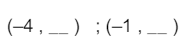 (–4 , __ ) ; (–1 , __ )